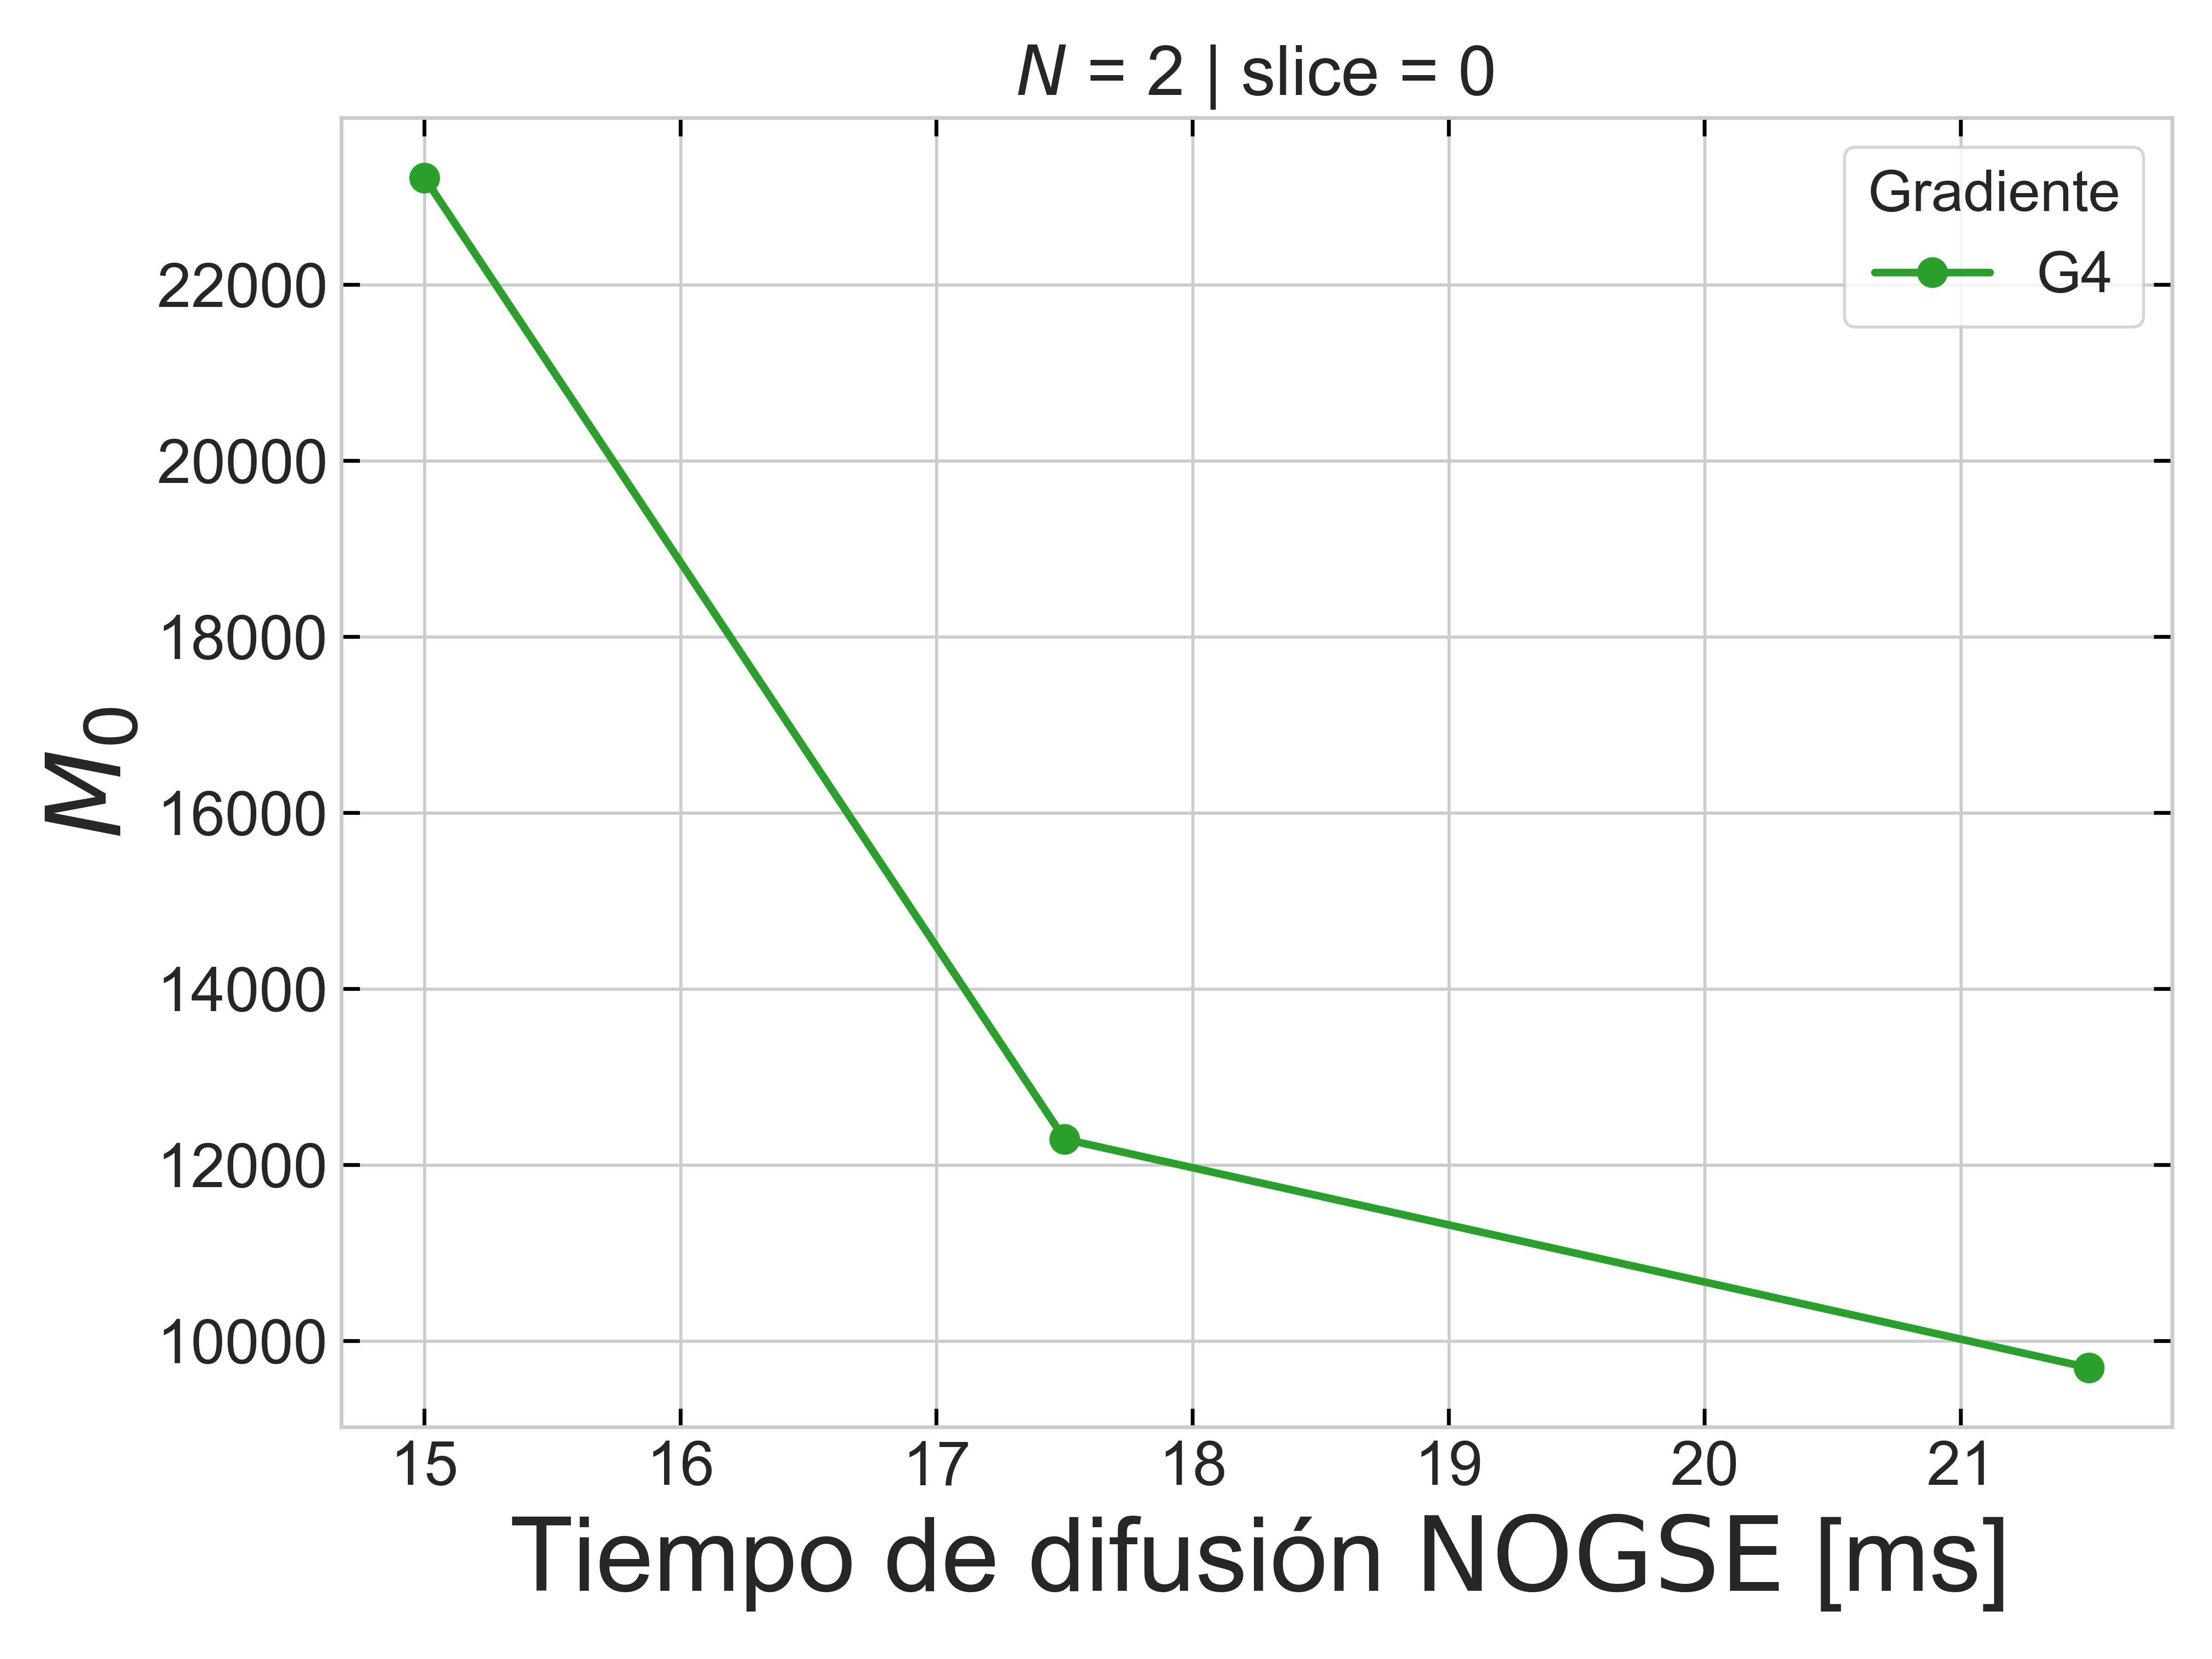 N = 2 | slice = 0
Gradiente
G4
22000
20000
18000
16000
14000
12000
10000
M0
15 16 17 18 19 20 21
Tiempo de difusión NOGSE [ms]